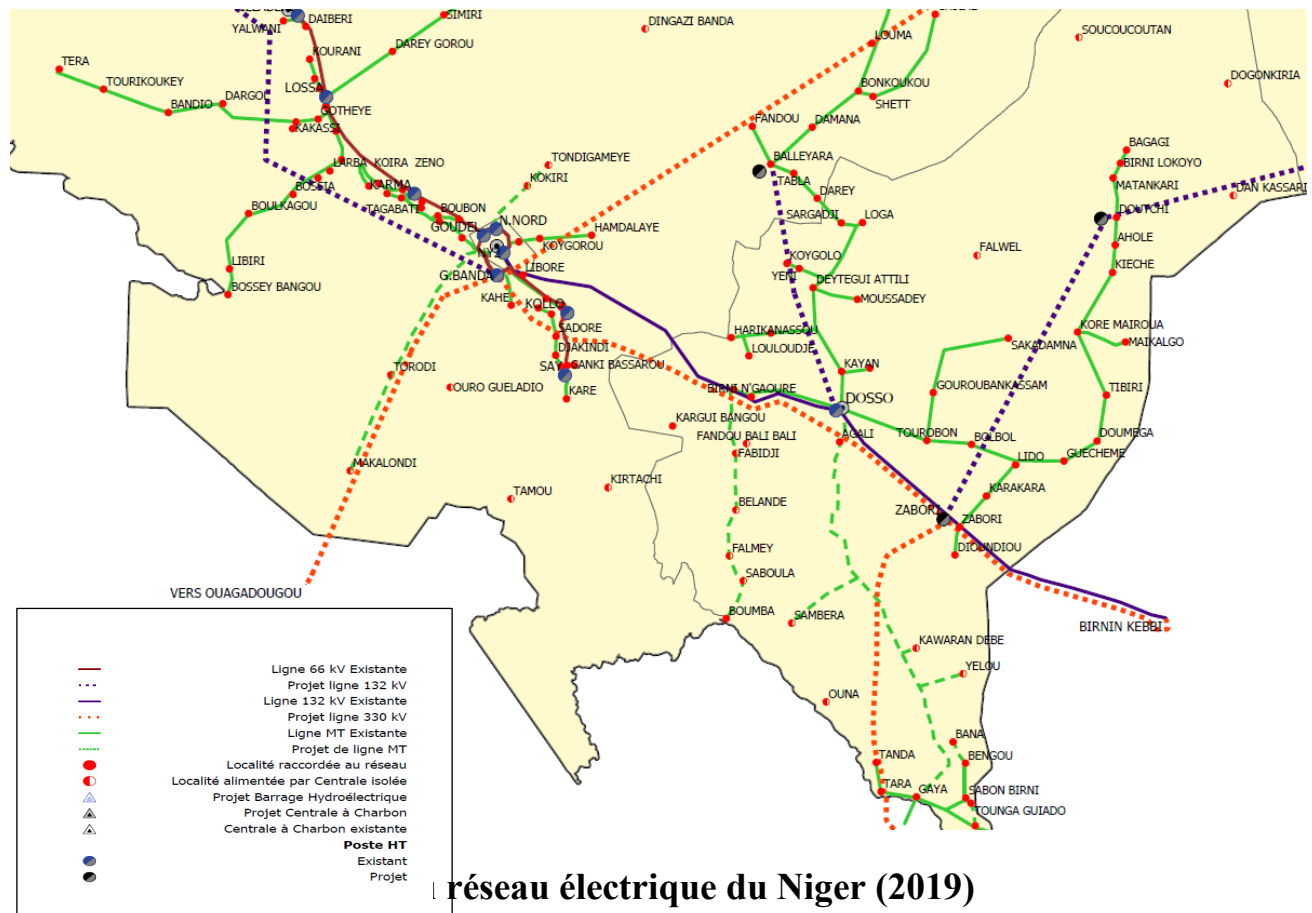 YALWANI
DAIBERI
SIMIRI
DINGAZI BANDA
SOUCOUCOUTAN
KOURANI
DAREY GOROU
LOUMA
TERA
TOURIKOUKEY
LOSSA
BONKOUKOU
DOGONKIRIA
BANDIO
DARGOL
GOTHEYE
SHETT
KAKASSI
FANDOU
DAMANA
BAGAGI
LARBA KOIRA ZENO
TONDIGAMEYE
BALLEYARA
BIRNI LOKOYO
BOSSIA
KARMA
KOKIRI
TABLA
MATANKARI
DAN KASSARI
BOULKAGOU
TAGABATI
BOUBON
DAREY
DOUTCHI
GOUDEL
N.NORD
HAMDALAYE
SARGADJI
LOGA
KOYGOROU
AHOLE
NY2
FALWEL
LIBIRI
G.BANDA
LIBORE
KOYGOLO
KIECHE
BOSSEY BANGOU
YENI
DEYTEGUI ATTILI
KAHE
KOLLO
MOUSSADEY
SADORE
HARIKANASSOU
KORE MAIROUA
DJAKINDI
LOULOUDJE
SAKADAMNA
MAIKALGO
TORODI
SAY
GANKI BASSAROU
KAYAN
OURO GUELADIO
KARE
BIRNI N'GAOURE
DOSSO
GOUROUBANKASSAM
TIBIRI
KARGUI BANGOU
FANDOU BALI BALI
AGALI
TOUROBON
BOLBOL
DOUMEGA
FABIDJI
LIDO
GUECHEME
MAKALONDI
TAMOU
KIRTACHI
KARAKARA
BELANDE
ZABORI
ZABORI
FALMEY
DIOUNDIOU
SABOULA
VERS OUAGADOUGOU
BOUMBA
SAMBERA
BIRNIN KEBBI
KAWARAN DEBE
YELOU
OUNA
BANA
TANDA
BENGOU
TARA
GAYA
SABON BIRNI
TOUNGA GUIADO
Ligne 66 kV Existante
Projet ligne 132 kV
Ligne 132 kV Existante
Projet ligne 330 kV
Ligne MT Existante
Projet de ligne MT
Localité raccordée au réseau
Localité alimentée par Centrale isolée
Projet Barrage Hydroélectrique
Projet Centrale à Charbon
Centrale à Charbon existante
Poste HT
Existant
Projet
réseau électrique du Niger (2019)